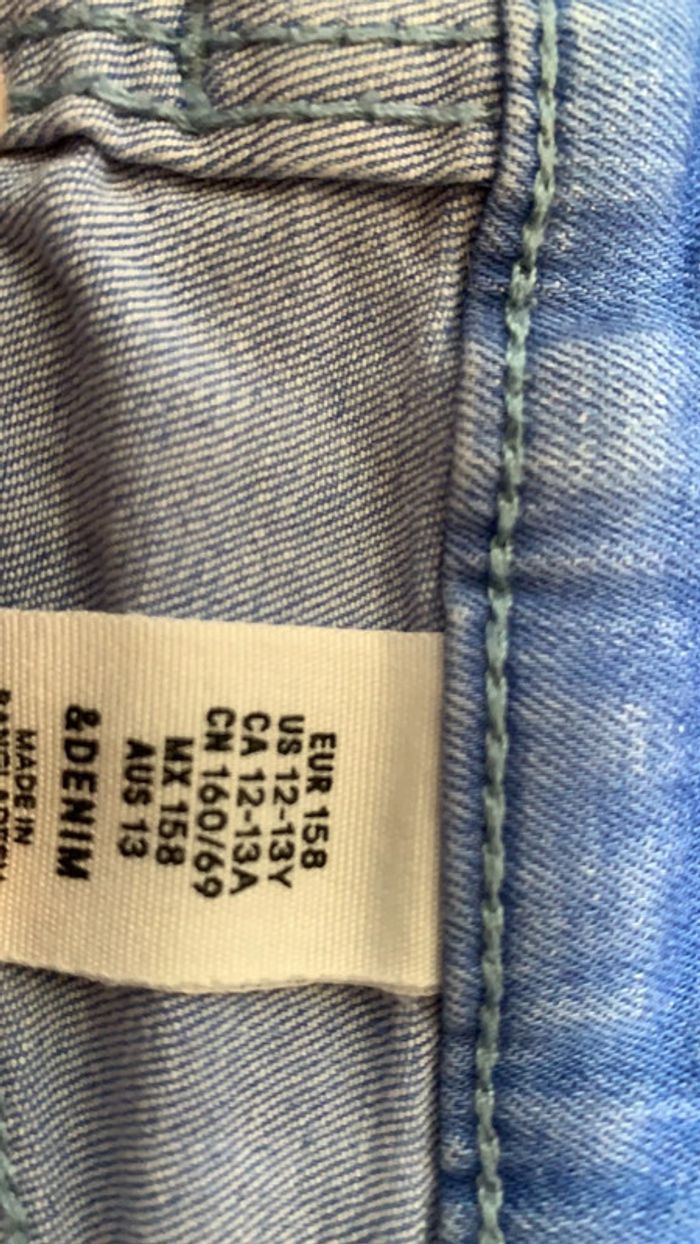 EUR 158
US 12-13Y
CA 12-13A
CN 160/69
MX 158
AUS 13
&DENIM
MADE IN